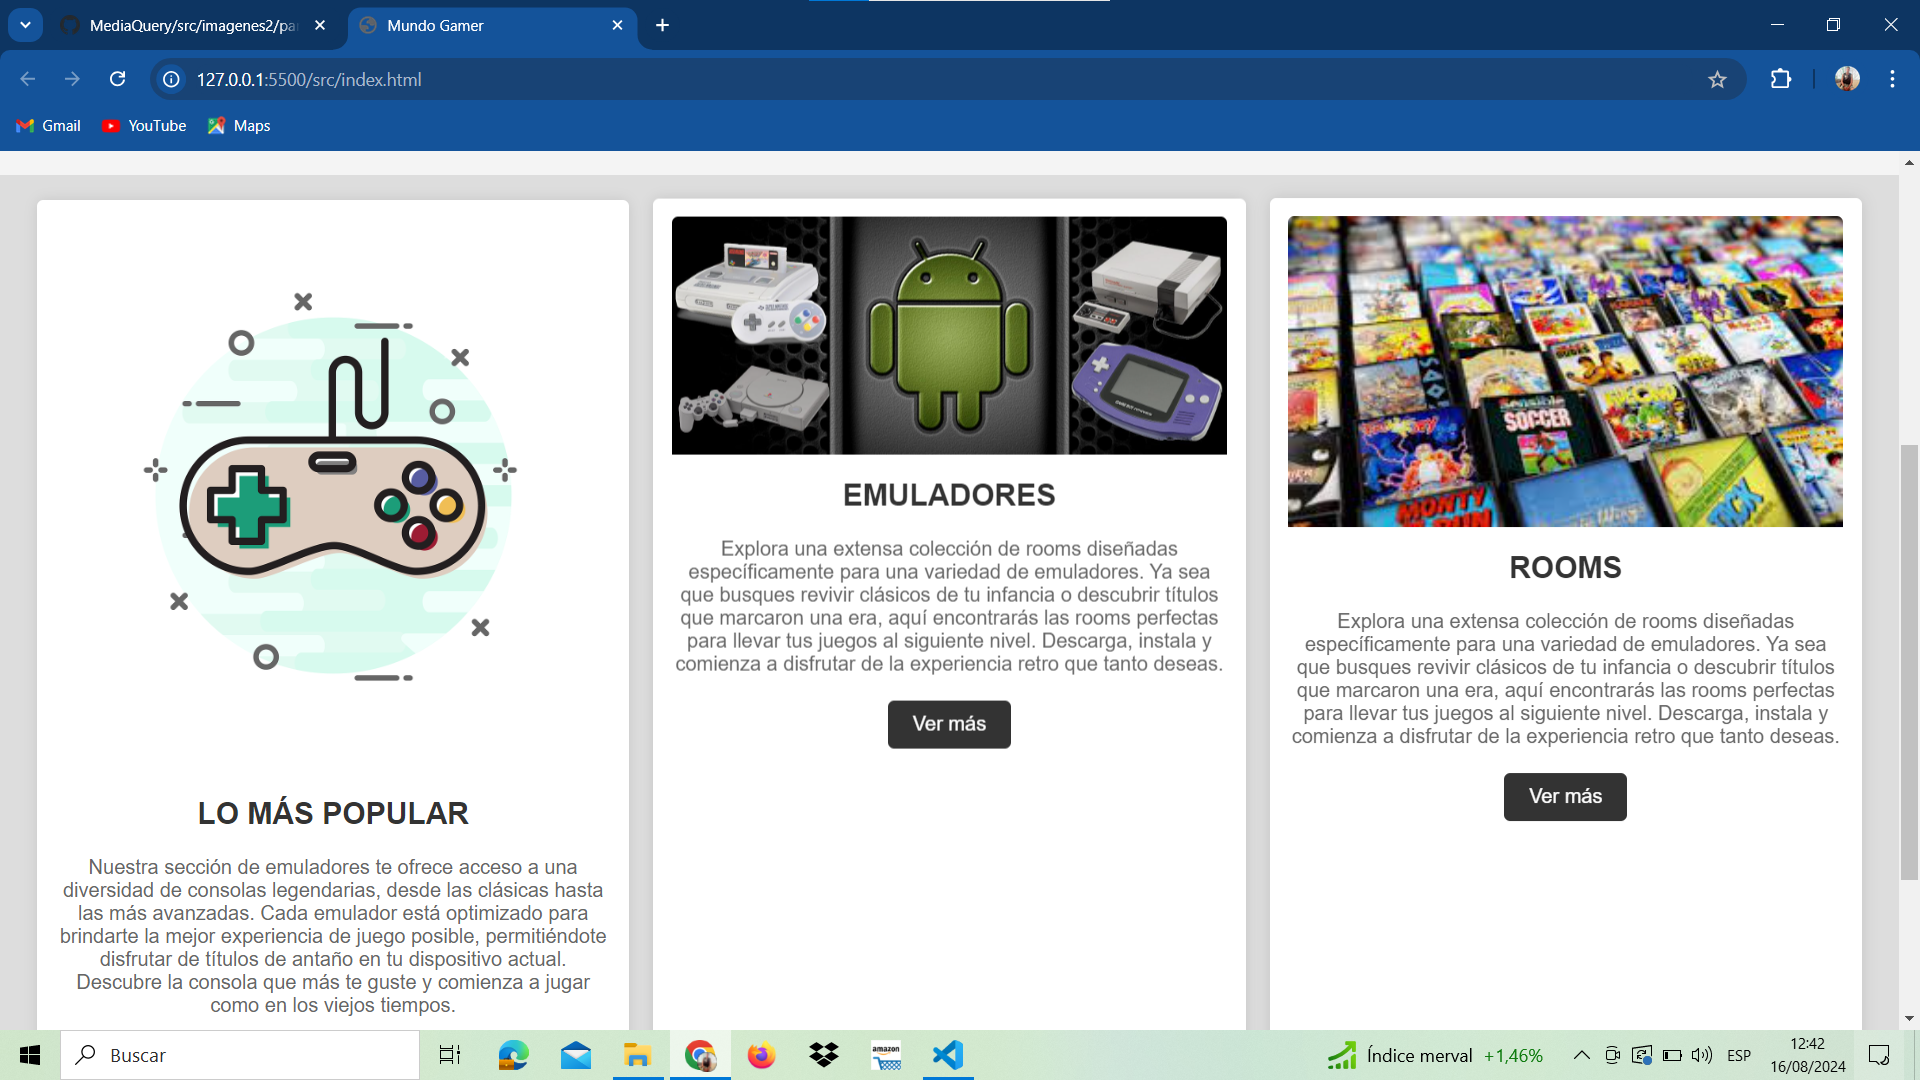 MediaQuery/src/imagenes2/pa
Mundo Gamer
127.0.0.1:5500/src/index.html
Gmail
YouTube
Maps
LO MÁS POPULAR
Nuestra sección de emuladores te ofrece acceso a una
diversidad de consolas legendarias, desde las clásicas hasta
las más avanzadas. Cada emulador está optimizado para
brindarte la mejor experiencia de juego posible, permitiéndote
disfrutar de títulos de antaño en tu dispositivo actual.
Descubre la consola que más te guste y comienza a jugar
como en los viejos tiempos.
EMULADORES
Explora una extensa colección de rooms diseñadas
específicamente para una variedad de emuladores. Ya sea
que busques revivir clásicos de tu infancia o descubrir títulos
que marcaron una era, aquí encontrarás las rooms perfectas
para llevar tus juegos al siguiente nivel. Descarga, instala y
comienza a disfrutar de la experiencia retro que tanto deseas.
Ver más
SOCCER
MONTY
ROOMS
Explora una extensa colección de rooms diseñadas
específicamente para una variedad de emuladores. Ya sea
que busques revivir clásicos de tu infancia o descubrir títulos
que marcaron una era, aquí encontrarás las rooms perfectas
para llevar tus juegos al siguiente nivel. Descarga, instala y
comienza a disfrutar de la experiencia retro que tanto deseas.
Ver más
Buscar
amazon
Índice merval +1,46%
ESP
12:42
16/08/2024